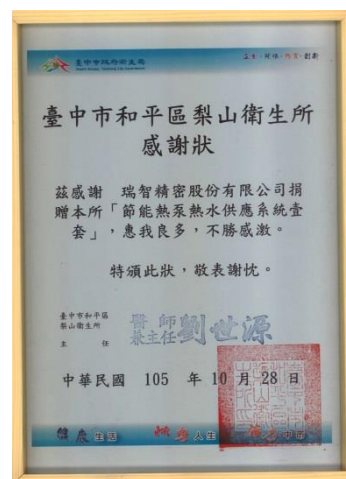 臺中市政府衛生局
臺中市和平區梨山衛生所
感謝狀
茲感謝 瑞智精密股份有限公司捐
贈本所「節能熱泵熱水供應系統壹
套」,惠我良多,不勝感激。
特頒此狀,敬表謝忱。
臺中市和平區
梨山衛生所
主 任
醫師
兼主任
劉世源
中華民國 105 年 10 月 28 日
健康生活